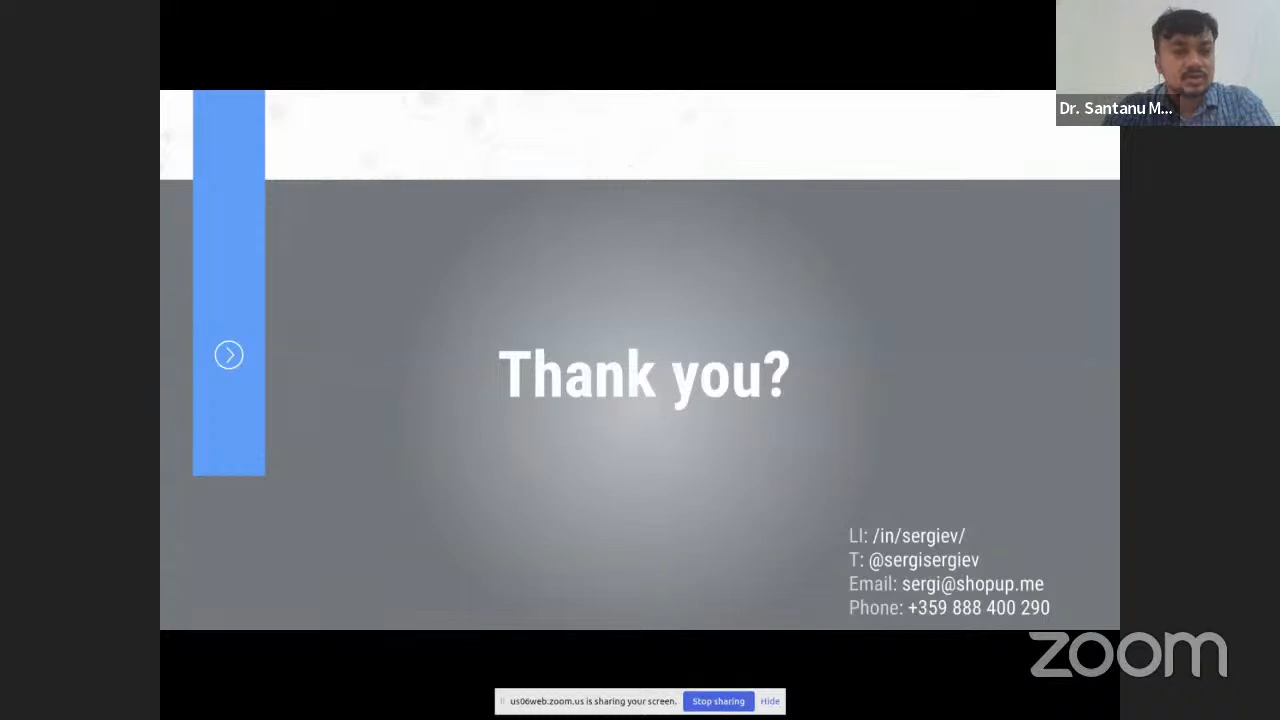 Dr. Santanu M...
Thank you?
LI: /in/sergiev/
T: @sergisergiev
Email: sergi@shopup.me
Phone: +359 888 400 290
zoom
us06web.zoom.us is sharing your screen. Stop sharing Hide